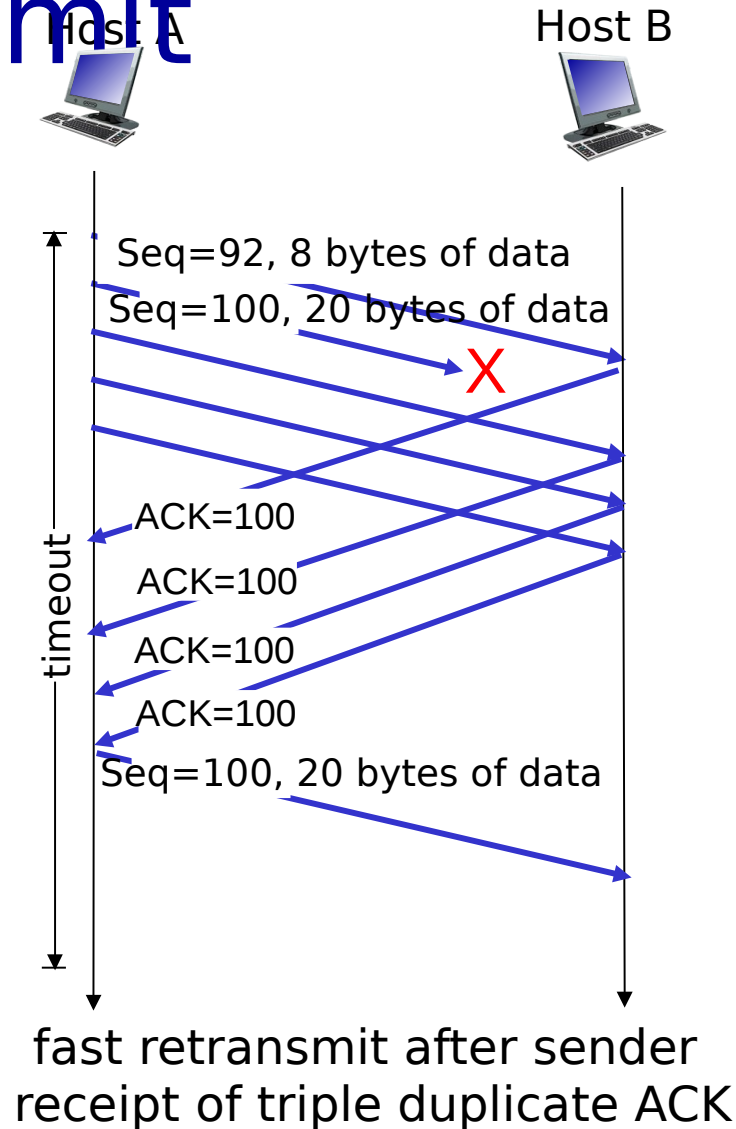 mit
Host A
Host B
Seq=92, 8 bytes of data
Seq=100, 20 bytes of data
X
ACK=100
timeout
ACK=100
ACK=100
ACK=100
Seq=100, 20 bytes of data
fast retransmit after sender
receipt of triple duplicate ACK